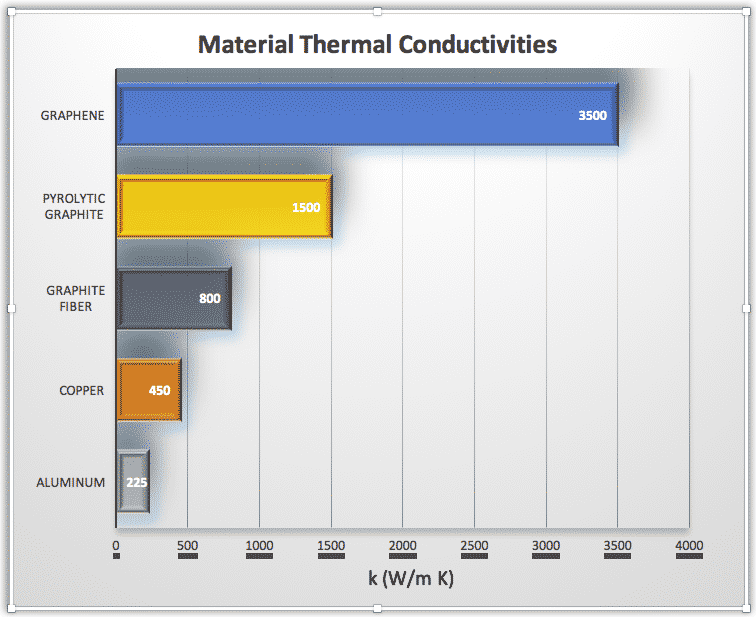 Material Thermal Conductivities
GRAPHENE
3500
PYROLYTIC
GRAPHITE
1500
GRAPHITE
FIBER
800
COPPER
450
ALUMINUM
225
0 500 1000 1500 2000 2500 3000 3500 4000
k (W/m K)